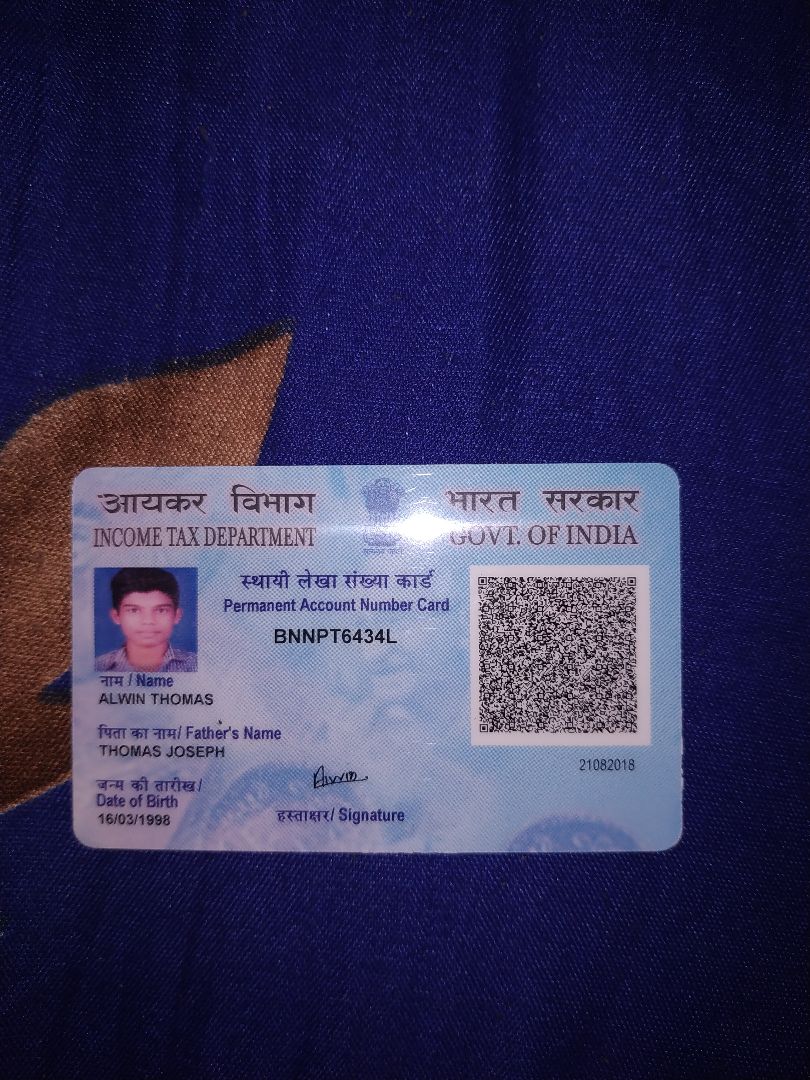 आयकर विभाग
INCOME TAX DEPARTMENT
भारत सरकार
GOVT. OF INDIA
स्थायी लेखा संख्या कार्ड
Permanent Account Number Card
BNNPT6434L
नाम / Name
ALWIN THOMAS
पिता का नाम/ Father's Name
THOMAS JOSEPH
जन्म की तारीख/
Date of Birth
16/03/1998
Alwin
हस्ताक्षर/ Signature
21082018